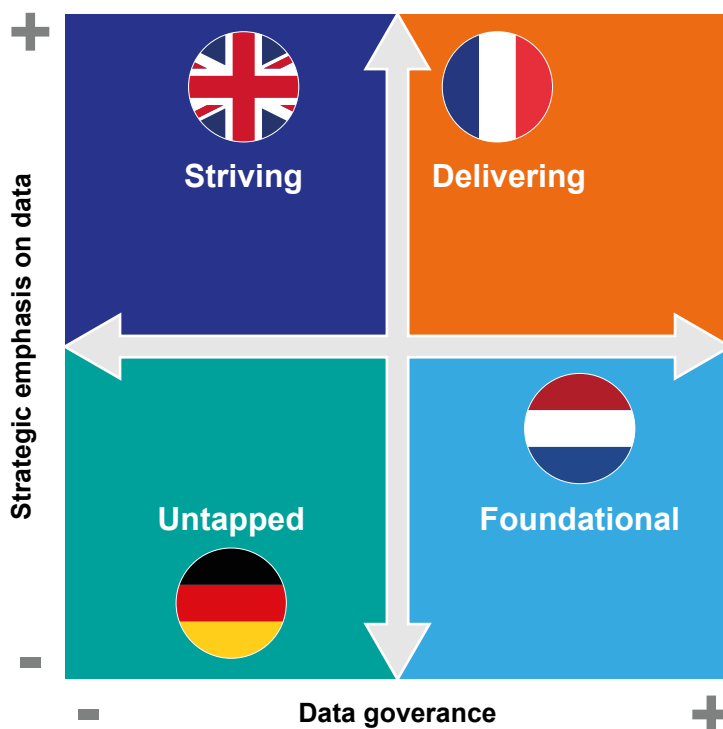 +
Striving
Delivering
Strategic emphasis on data
Untapped
Foundational
-
-
Data goverance
+